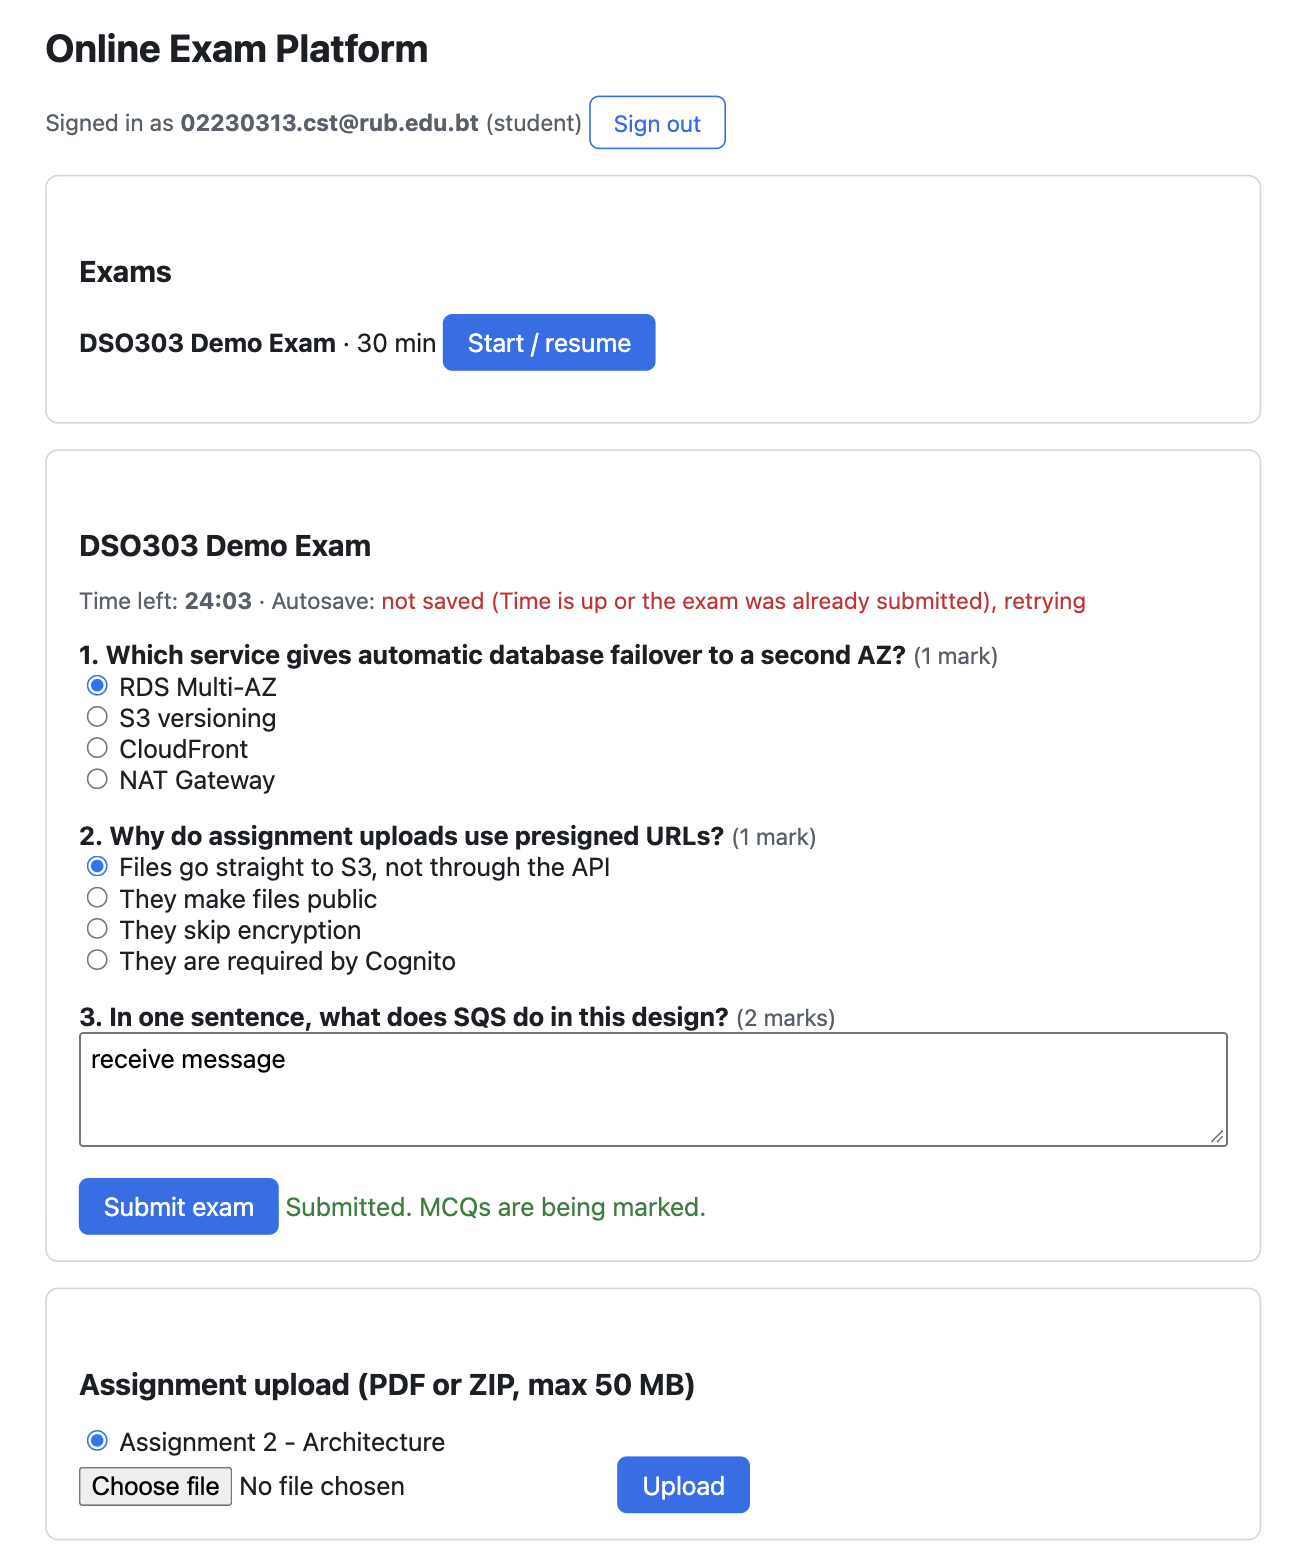 Online Exam Platform
Signed in as 02230313.cst@rub.edu.bt (student) Sign out
Exams
DSO303 Demo Exam · 30 min Start / resume
DSO303 Demo Exam
Time left: 24:03 · Autosave: not saved (Time is up or the exam was already submitted), retrying
1. Which service gives automatic database failover to a second AZ? (1 mark)
RDS Multi-AZ
S3 versioning
CloudFront
NAT Gateway
2. Why do assignment uploads use presigned URLs? (1 mark)
Files go straight to S3, not through the API
They make files public
They skip encryption
They are required by Cognito
3. In one sentence, what does SQS do in this design? (2 marks)
receive message
Submit exam Submitted. MCQs are being marked.
Assignment upload (PDF or ZIP, max 50 MB)
Assignment 2 - Architecture
Choose file No file chosen Upload